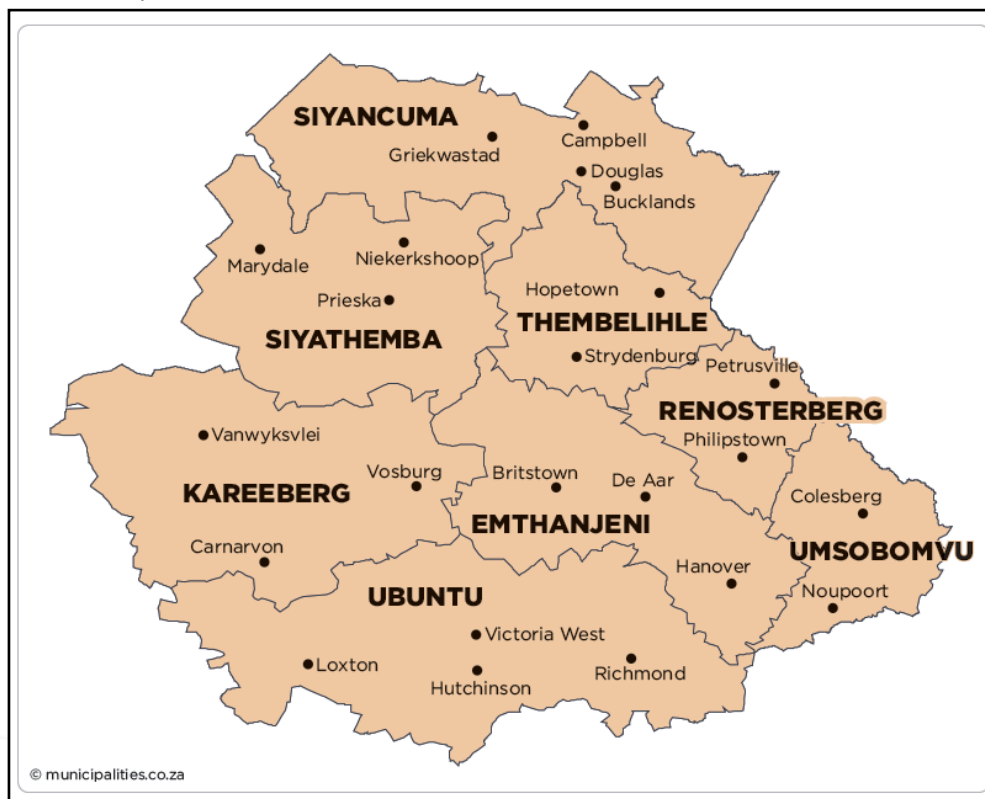 SIYANCUMA
Campbell
Griekwastad
Douglas
Bucklands
Niekerkshoop
Marydale
Hopetown
Prieska
THEMBELIHLE
SIYATHEMBA
Strydenburg
Petrusville
RENOSTERBERG
Vanwyksvlei
Philipstown
Vosburg
Britstown
De Aar
KAREEBERG
Colesberg
EMTHANJENI
Carnarvon
UMSOBOMVU
Hanover
Noupoort
UBUNTU
Victoria West
Loxton
Richmond
Hutchinson
© municipalities.co.za